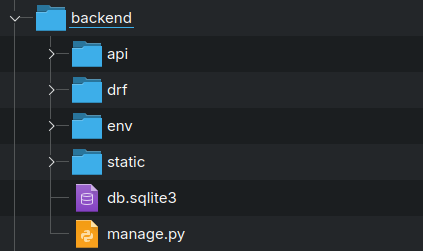 backend
api
drf
env
static
db.sqlite3
manage.py